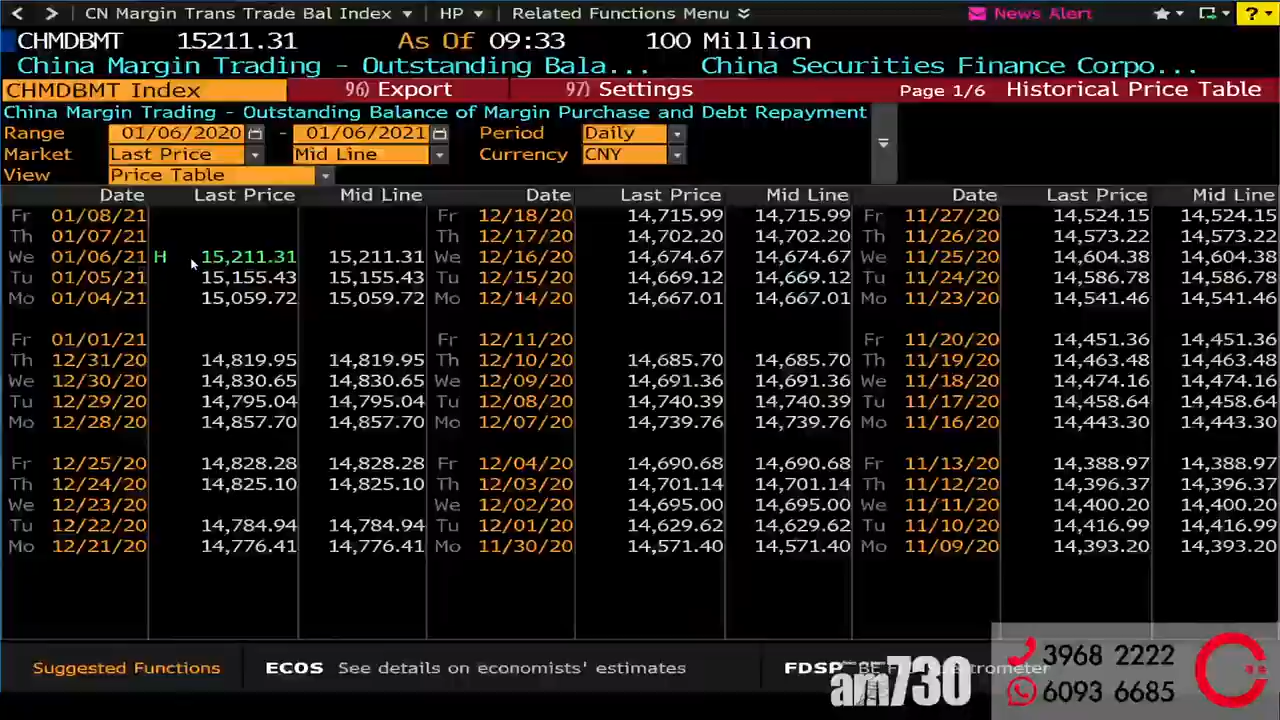 CN Margin Trans Trade Bal Index HP Related Functions Menu News Alert ?
CHMDBMT 15211.31 As Of 09:33 100 Million
China Margin Trading - Outstanding Bala... China Securities Finance Corpo...
CHMDBMT Index 96) Export 97) Settings Page 1/6 Historical Price Table
China Margin Trading - Outstanding Balance of Margin Purchase and Debt Repayment
Range 01/06/2020 - 01/06/2021 Period Daily
Market Last Price Mid Line Currency CNY
View Price Table
Date Last Price Mid Line Date Last Price Mid Line Date Last Price Mid Line
Fr 01/08/21 Fr 12/18/20 14,715.99 14,715.99 Fr 11/27/20 14,524.15 14,524.15
Th 01/07/21 Th 12/17/20 14,702.20 14,702.20 Th 11/26/20 14,573.22 14,573.22
We 01/06/21 H 15,211.31 15,211.31 We 12/16/20 14,674.67 14,674.67 We 11/25/20 14,604.38 14,604.38
Tu 01/05/21 15,155.43 15,155.43 Tu 12/15/20 14,669.12 14,669.12 Tu 11/24/20 14,586.78 14,586.78
Mo 01/04/21 15,059.72 15,059.72 Mo 12/14/20 14,667.01 14,667.01 Mo 11/23/20 14,541.46 14,541.46
Fr 01/01/21 Fr 12/11/20 Fr 11/20/20 14,451.36 14,451.36
Th 12/31/20 14,819.95 14,819.95 Th 12/10/20 14,685.70 14,685.70 Th 11/19/20 14,463.48 14,463.48
We 12/30/20 14,830.65 14,830.65 We 12/09/20 14,691.36 14,691.36 We 11/18/20 14,474.16 14,474.16
Tu 12/29/20 14,795.04 14,795.04 Tu 12/08/20 14,740.39 14,740.39 Tu 11/17/20 14,458.64 14,458.64
Mo 12/28/20 14,857.70 14,857.70 Mo 12/07/20 14,739.76 14,739.76 Mo 11/16/20 14,443.30 14,443.30
Fr 12/25/20 14,828.28 14,828.28 Fr 12/04/20 14,690.68 14,690.68 Fr 11/13/20 14,388.97 14,388.97
Th 12/24/20 14,825.10 14,825.10 Th 12/03/20 14,701.14 14,701.14 Th 11/12/20 14,396.37 14,396.37
We 12/23/20 We 12/02/20 14,695.00 14,695.00 We 11/11/20 14,400.20 14,400.20
Tu 12/22/20 14,784.94 14,784.94 Tu 12/01/20 14,629.62 14,629.62 Tu 11/10/20 14,416.99 14,416.99
Mo 12/21/20 14,776.41 14,776.41 Mo 11/30/20 14,571.40 14,571.40 Mo 11/09/20 14,393.20 14,393.20
Suggested Functions ECOS See details on economists' estimates FDSP
am730
3968 2222
6093 6685